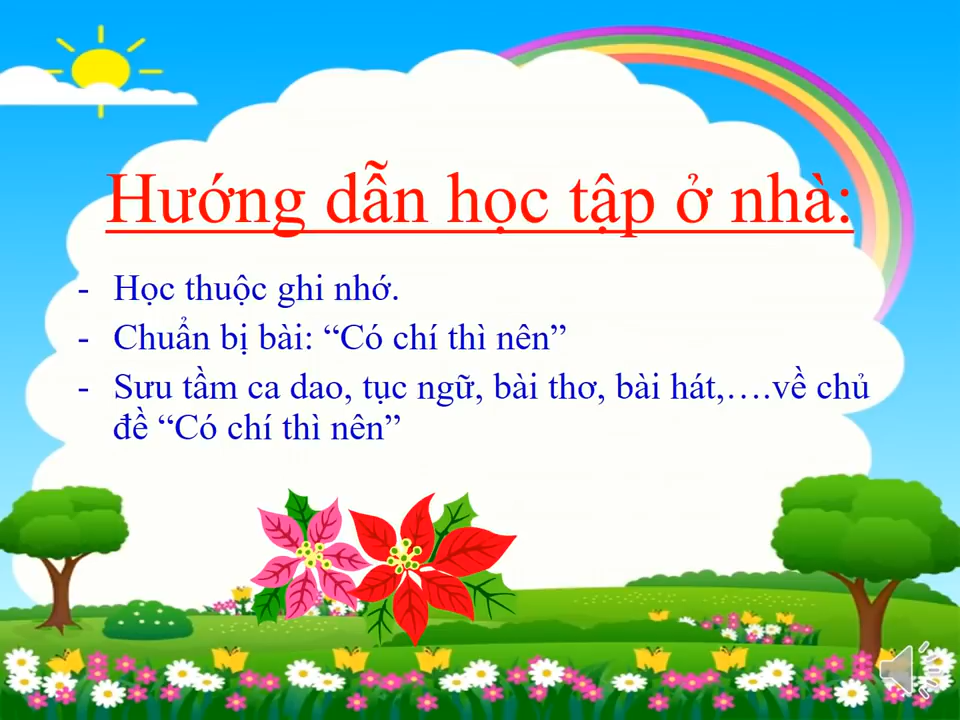 Hướng dẫn học tập ở nhà:
- Học thuộc ghi nhớ.
- Chuẩn bị bài: “Có chí thì nên”
- Sưu tầm ca dao, tục ngữ, bài thơ, bài hát,….về chủ
đề “Có chí thì nên”